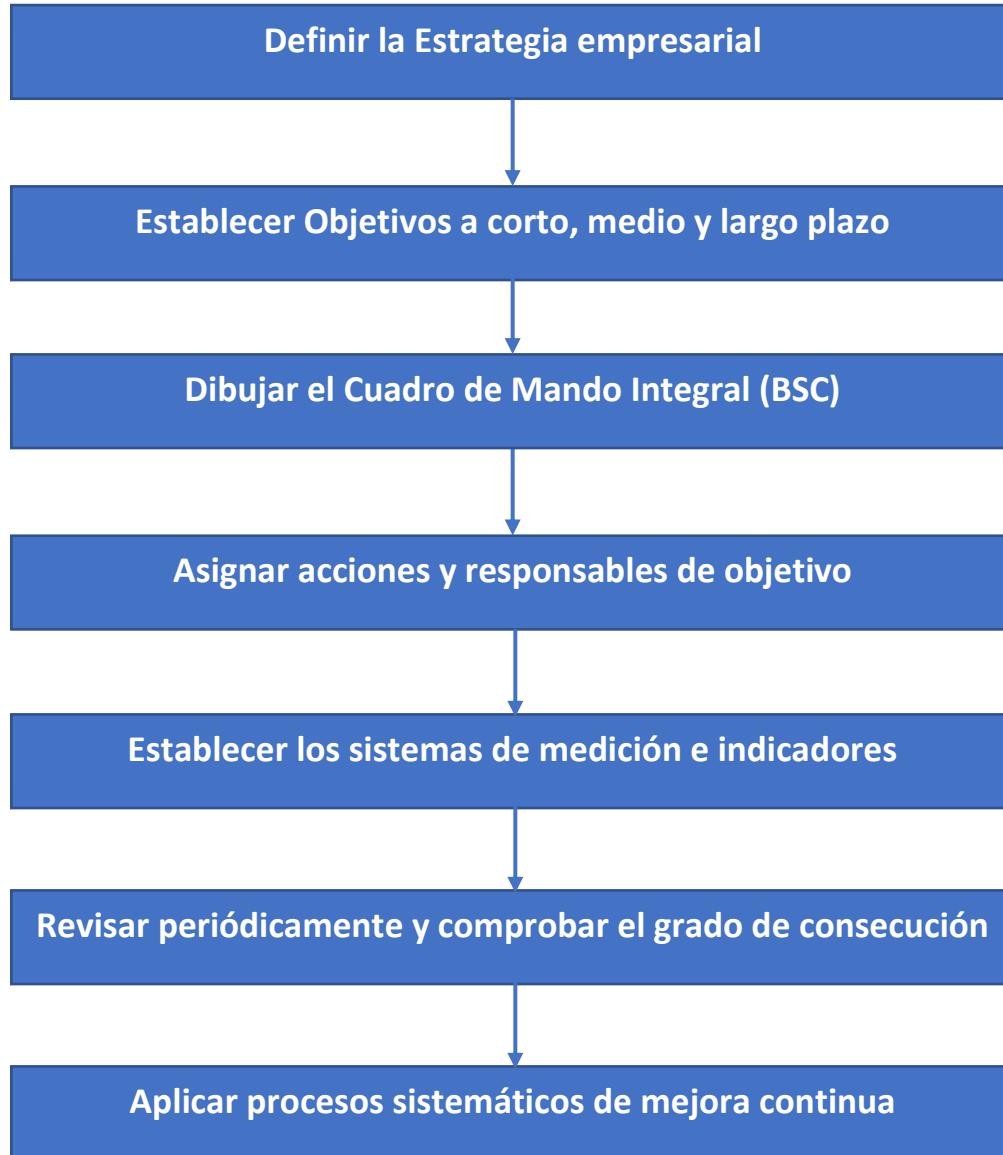 Definir la Estrategia empresarial
Establecer Objetivos a corto, medio y largo plazo
Dibujar el Cuadro de Mando Integral (BSC)
Asignar acciones y responsables de objetivo
Establecer los sistemas de medición e indicadores
Revisar periódicamente y comprobar el grado de consecución
Aplicar procesos sistemáticos de mejora continua